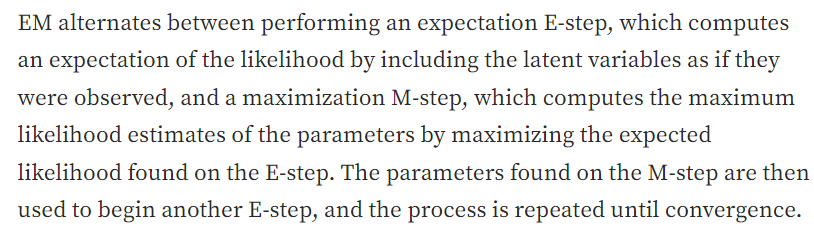 EM alternates between performing an expectation E-step, which computes
an expectation of the likelihood by including the latent variables as if they
were observed, and a maximization M-step, which computes the maximum
likelihood estimates of the parameters by maximizing the expected
likelihood found on the E-step. The parameters found on the M-step are then
used to begin another E-step, and the process is repeated until convergence.